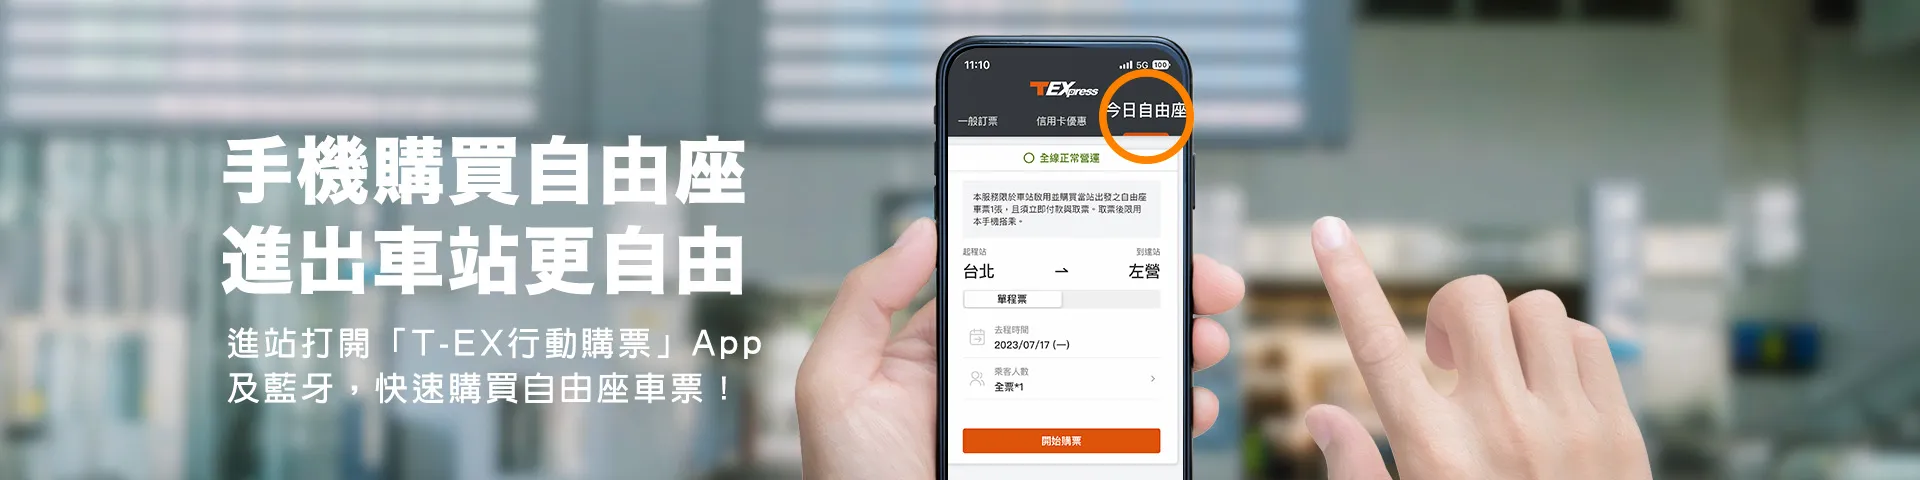 手機購買自由座
進出車站更自由
進站打開「T-EX行動購票」App
及藍牙，快速購買自由座車票！
11:10
5G 100
TEXpress
一般訂票 信用卡優惠 今日自由座
全線正常營運
本服務限於車站啟用並購買當站出發之自由座
車票1張，且須立即付款與取票。取票後限用
本手機搭乘。
起程站 到達站
台北 → 左營
單程票
去程時間
2023/07/17 (一)
乘客人數
全票*1
開始購票